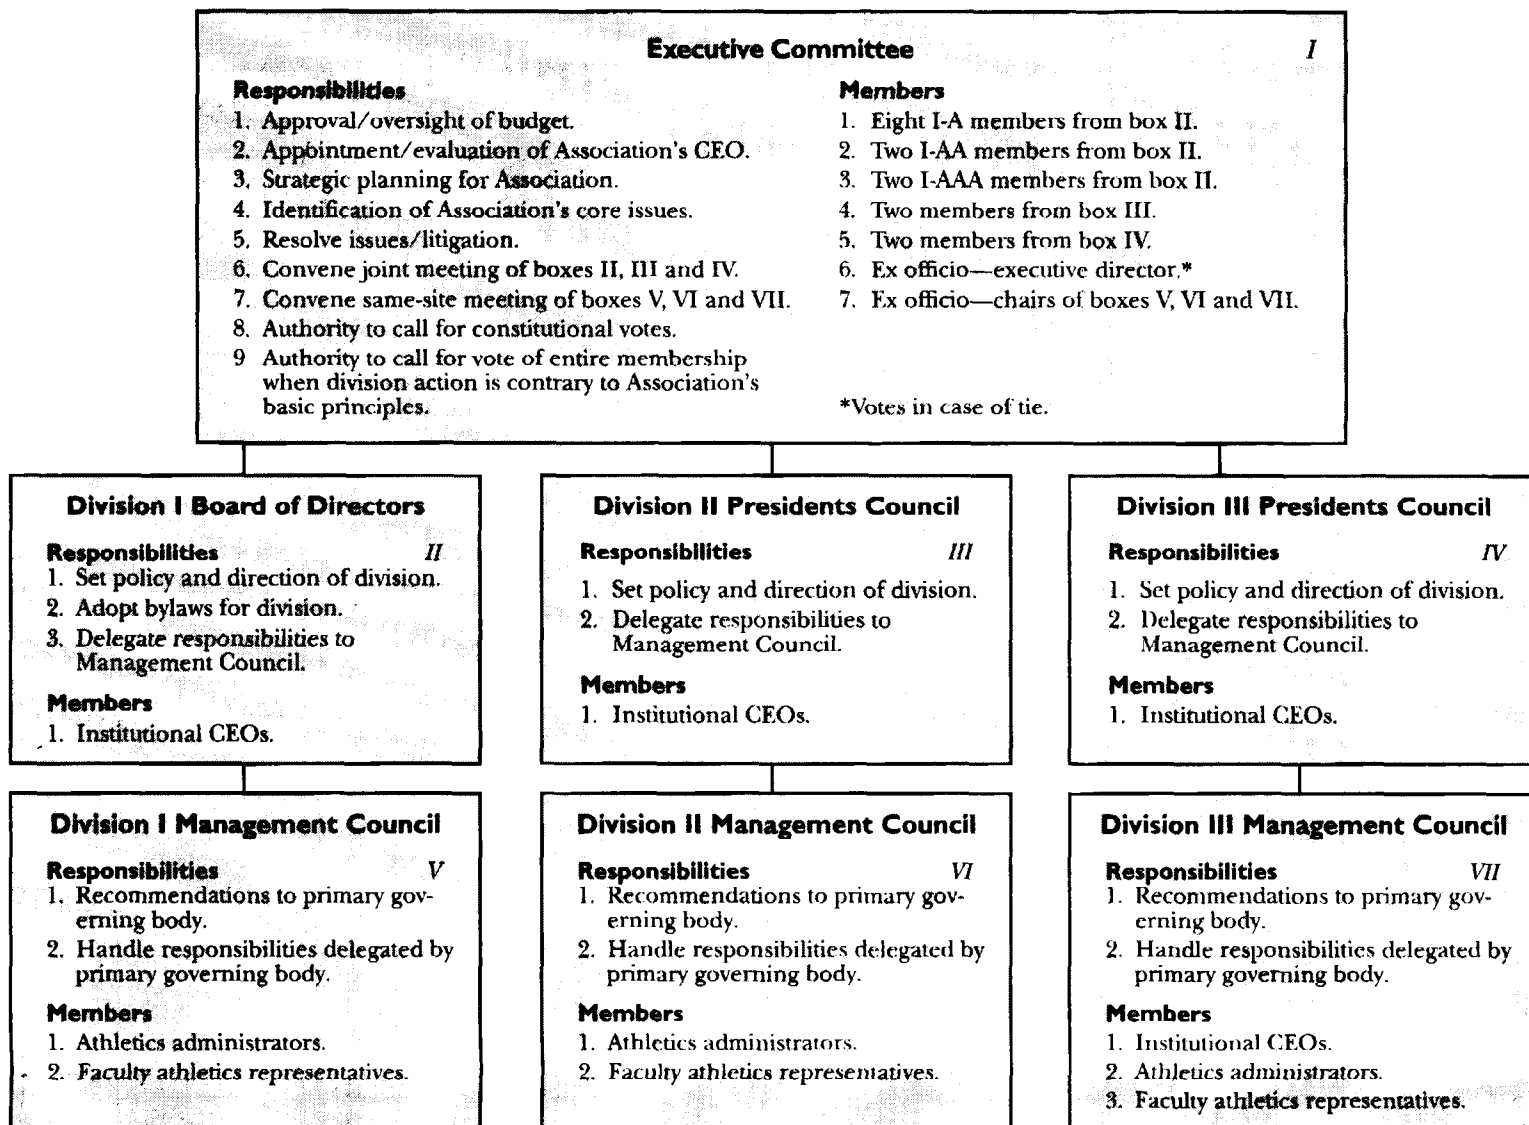 Executive Committee
I
Responsibilities
1. Approval/oversight of budget.
2. Appointment/evaluation of Association's CEO.
3. Strategic planning for Association.
4. Identification of Association's core issues.
5. Resolve issues/litigation.
6. Convene joint meeting of boxes II, III and IV.
7. Convene same-site meeting of boxes V, VI and VII.
8. Authority to call for constitutional votes.
9 Authority to call for vote of entire membership
when division action is contrary to Association's
basic principles.
Members
1. Eight I-A members from box II.
2. Two I-AA members from box II.
3. Two I-AAA members from box II.
4. Two members from box III.
5. Two members from box IV.
6. Ex officio—executive director.*
7. Ex officio—chairs of boxes V, VI and VII.
*Votes in case of tie.
Division I Board of Directors
Responsibilities II
1. Set policy and direction of division.
2. Adopt bylaws for division.
3. Delegate responsibilities to
Management Council.
Members
1. Institutional CEOs.
Division II Presidents Council
Responsibilities III
1. Set policy and direction of division.
2. Delegate responsibilities to
Management Council.
Members
1. Institutional CEOs.
Division III Presidents Council
Responsibilities IV
1. Set policy and direction of division.
2. Delegate responsibilities to
Management Council.
Members
1. Institutional CEOs.
Division I Management Council
Responsibilities V
1. Recommendations to primary gov-
erning body.
2. Handle responsibilities delegated by
primary governing body.
Members
1. Athletics administrators.
2. Faculty athletics representatives.
Division II Management Council
Responsibilities VI
1. Recommendations to primary gov-
erning body.
2. Handle responsibilities delegated by
primary governing body.
Members
1. Athletics administrators.
2. Faculty athletics representatives.
Division III Management Council
Responsibilities VII
1. Recommendations to primary gov-
erning body.
2. Handle responsibilities delegated by
primary governing body.
Members
1. Institutional CEOs.
2. Athletics administrators.
3. Faculty athletics representatives.